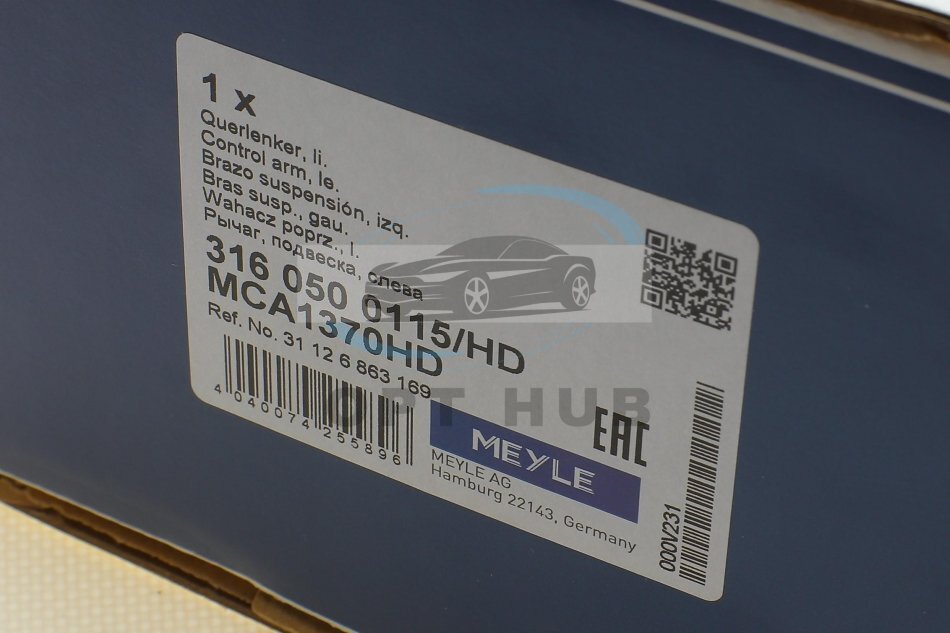 1 x
Querlenker, li.
Control arm, le.
Brazo suspensión, izq.
Bras susp., gau.
Wahacz poprz., l.
Рычаг, подвеска, слева
316 050 0115/HD
MCA1370HD
Ref. No. 31 12 6 863 169
4 040074 255896
OPT HUB
EAC
MEYLE
MEYLE AG
Hamburg 22143, Germany
000V231